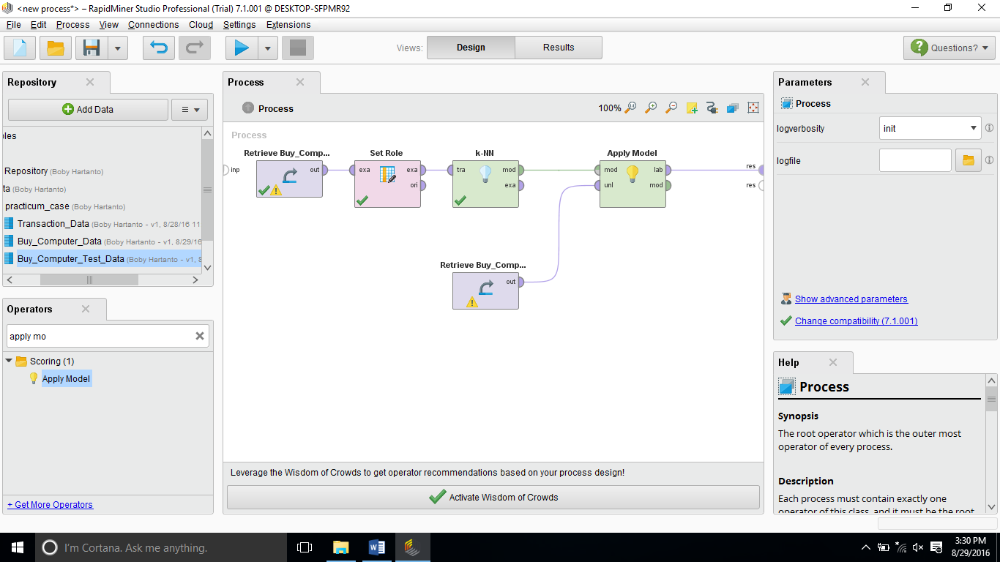 <new process*> – RapidMiner Studio Professional (Trial) 7.1.001 @ DESKTOP-SFPMR92
File Edit Process View Connections Cloud Settings Extensions
Views: Design Results Questions?
Repository
Add Data
ples
Repository (Boby Hartanto)
ta (Boby Hartanto)
practicum_case (Boby Hartanto)
Transaction_Data (Boby Hartanto - v1, 8/28/16 11
Buy_Computer_Data (Boby Hartanto - v1, 8/29/16
Buy_Computer_Test_Data (Boby Hartanto - v1, 8
Operators
apply mo
Scoring (1)
Apply Model
+ Get More Operators
Process
Process
100%
Process
Retrieve Buy_Comp... Set Role k-NN Apply Model
inp out exa exa tra mod mod lab res
ori exa unl mod res
Retrieve Buy_Comp...
out
Leverage the Wisdom of Crowds to get operator recommendations based on your process design!
Activate Wisdom of Crowds
Parameters
Process
logverbosity init
logfile
Show advanced parameters
Change compatibility (7.1.001)
Help
Process
Synopsis
The root operator which is the outer most
operator of every process.
Description
Each process must contain exactly one
operator of this class, and it must be the root
I'm Cortana. Ask me anything.
3:30 PM
8/29/2016